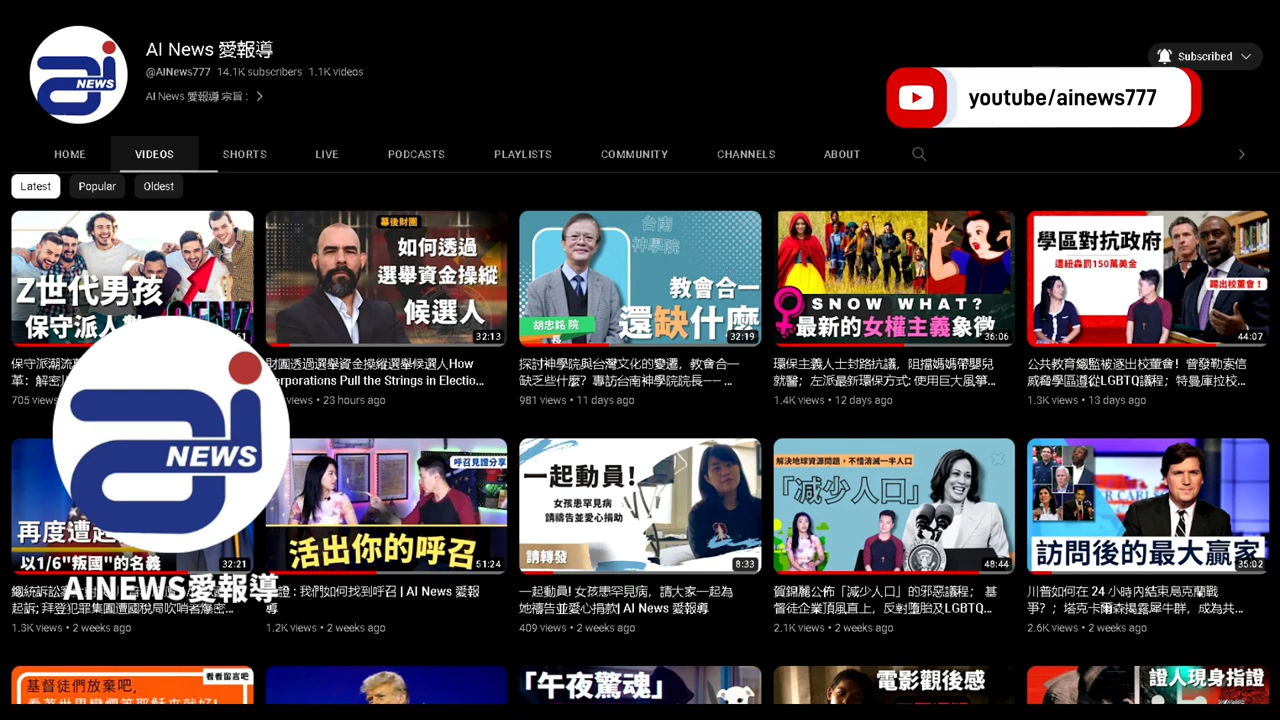 AI News 愛報導
@AINews777 14.1K subscribers 1.1K videos
AI News 愛報導 宗旨 :
Subscribed
youtube/ainews777
NEWS
HOME VIDEOS SHORTS LIVE PODCASTS PLAYLISTS COMMUNITY CHANNELS ABOUT
Latest Popular Oldest
Z世代男孩
保守派人數
幕後財團
如何透過
選舉資金操縱
候選人
32:13
台南
神學院
教會合一
還缺什麼
胡忠銘 院
32:19
SNOW WHAT?
最新的女權主義象徵
36:06
學區對抗政府
遭紐森罰150萬美金
踢出校董會!
44:07
保守派潮流
革:解密
705 views
財團透過選舉資金操縱選舉候選人How
orporations Pull the Strings in Electio...
views • 23 hours ago
探討神學院與台灣文化的變遷,教會合一
缺乏些什麼?專訪台南神學院院長—— ...
981 views • 11 days ago
環保主義人士封路抗議,阻擋媽媽帶嬰兒
就醫;左派最新環保方式: 使用巨大風箏...
1.4K views • 12 days ago
公共教育總監被逐出校董會!曾發勒索信
威脅學區遵從LGBTQ議程;特曼庫拉校...
1.3K views • 13 days ago
NEWS
AINEWS愛報導
再度遭起
以1/6"叛國"的名義
32:21
呼召見證分享
活出你的呼召
51:24
一起動員!
女孩患罕見病
請禱告並愛心捐助
請轉發
8:33
解決地球資源問題,不惜消滅一半人口
「減少人口」
48:44
訪問後的最大贏家
35:02
總統訴訟
起訴; 拜登犯罪集團遭國稅局吹哨者爆密...
1.3K views • 2 weeks ago
證 : 我們如何找到呼召 | AI News 愛報
導
1.2K views • 2 weeks ago
一起動員! 女孩患罕見病,請大家一起為
她禱告並愛心捐款| AI News 愛報導
409 views • 2 weeks ago
賀錦麗公佈「減少人口」的邪惡議程; 基
督徒企業頂風直上,反對墮胎及LGBTQ...
2.1K views • 2 weeks ago
川普如何在 24 小時內結束烏克蘭戰
爭?;塔克卡爾森揭露犀牛群,成為共...
2.6K views • 2 weeks ago
看看留言吧
基督徒們放棄吧,
「午夜驚魂」
電影觀後感
證人現身指證